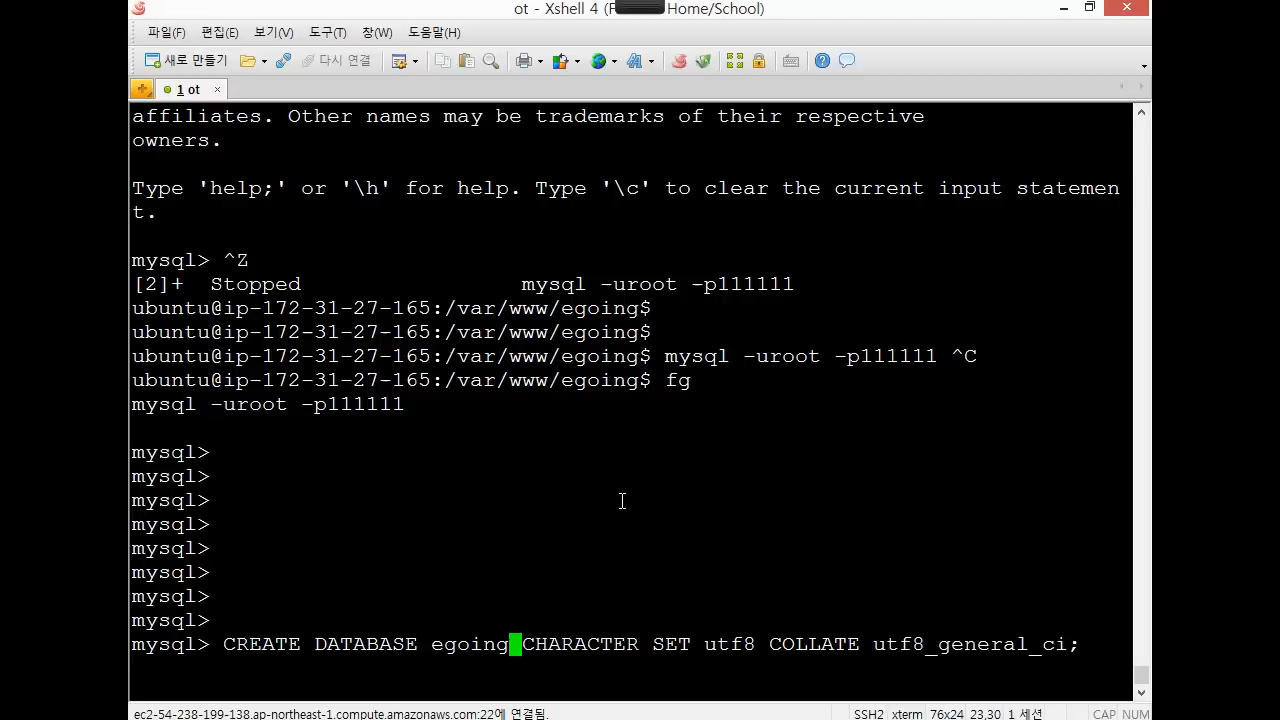 ot - Xshell 4 (F Home/School)
파일(F) 편집(E) 보기(V) 도구(T) 창(W) 도움말(H)
새로 만들기 다시 연결
1 ot
affiliates. Other names may be trademarks of their respective
owners.
Type 'help;' or '\h' for help. Type '\c' to clear the current input statemen
t.
mysql> ^Z
[2]+ Stopped mysql -uroot -p111111
ubuntu@ip-172-31-27-165:/var/www/egoing$
ubuntu@ip-172-31-27-165:/var/www/egoing$
ubuntu@ip-172-31-27-165:/var/www/egoing$ mysql -uroot -p111111 ^C
ubuntu@ip-172-31-27-165:/var/www/egoing$ fg
mysql -uroot -p111111
mysql>
mysql>
mysql>
mysql>
mysql>
mysql>
mysql>
mysql>
mysql> CREATE DATABASE egoing CHARACTER SET utf8 COLLATE utf8_general_ci;
ec2-54-238-199-138.ap-northeast-1.compute.amazonaws.com:22에 연결됨. SSH2 xterm 76x24 23,30 1 세션 CAP NUM